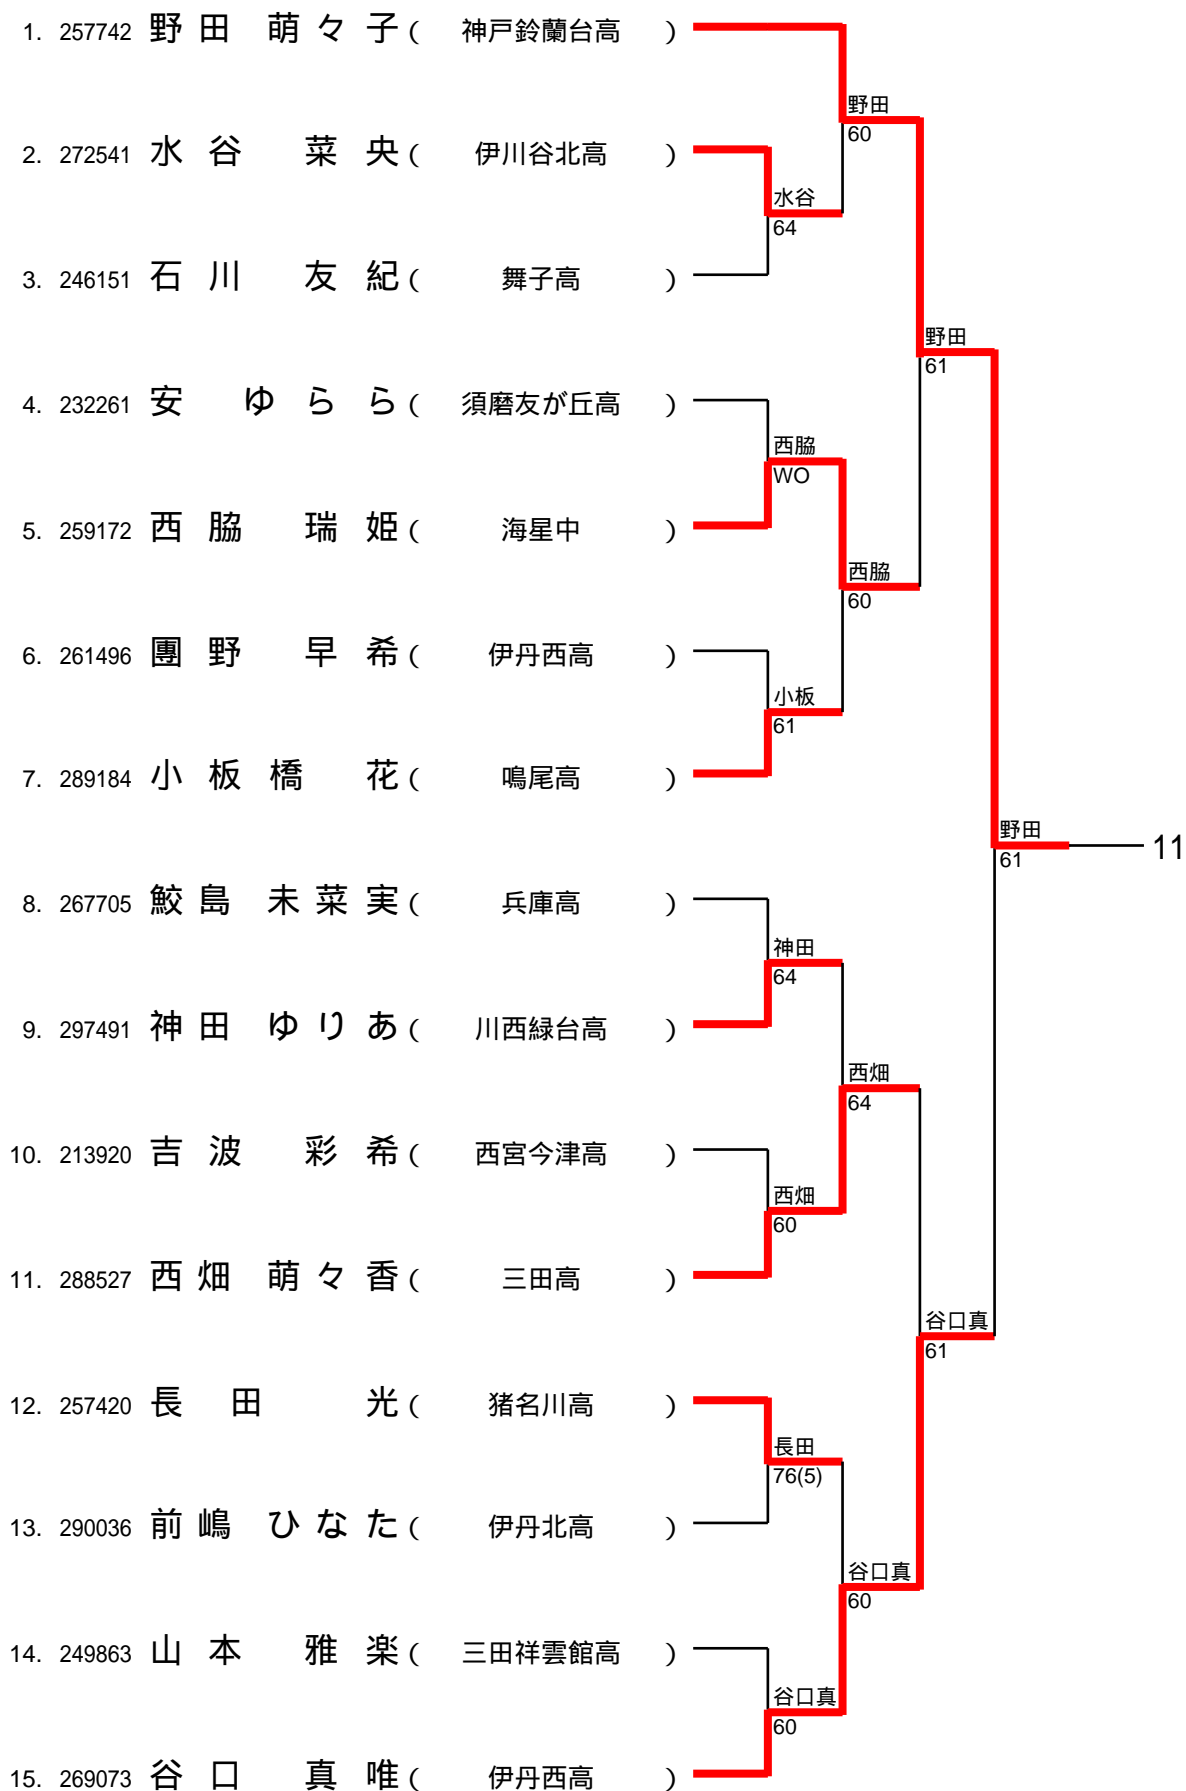 1. 257742 野田 萌々子 ( 神戸鈴蘭台高 )
野田
60
2. 272541 水谷 菜央 ( 伊川谷北高 )
水谷
64
3. 246151 石川 友紀 ( 舞子高 )
野田
61
4. 232261 安 ゆらら ( 須磨友が丘高 )
西脇
WO
5. 259172 西脇 瑞姫 ( 海星中 )
西脇
60
6. 261496 團野 早希 ( 伊丹西高 )
小板
61
7. 289184 小板橋 花 ( 鳴尾高 )
野田
61
11
8. 267705 鮫島 未菜実 ( 兵庫高 )
神田
64
9. 297491 神田 ゆりあ ( 川西緑台高 )
西畑
64
10. 213920 吉波 彩希 ( 西宮今津高 )
西畑
60
11. 288527 西畑 萌々香 ( 三田高 )
谷口真
61
12. 257420 長田 光 ( 猪名川高 )
長田
76(5)
13. 290036 前嶋 ひなた ( 伊丹北高 )
谷口真
60
14. 249863 山本 雅楽 ( 三田祥雲館高 )
谷口真
60
15. 269073 谷口 真唯 ( 伊丹西高 )